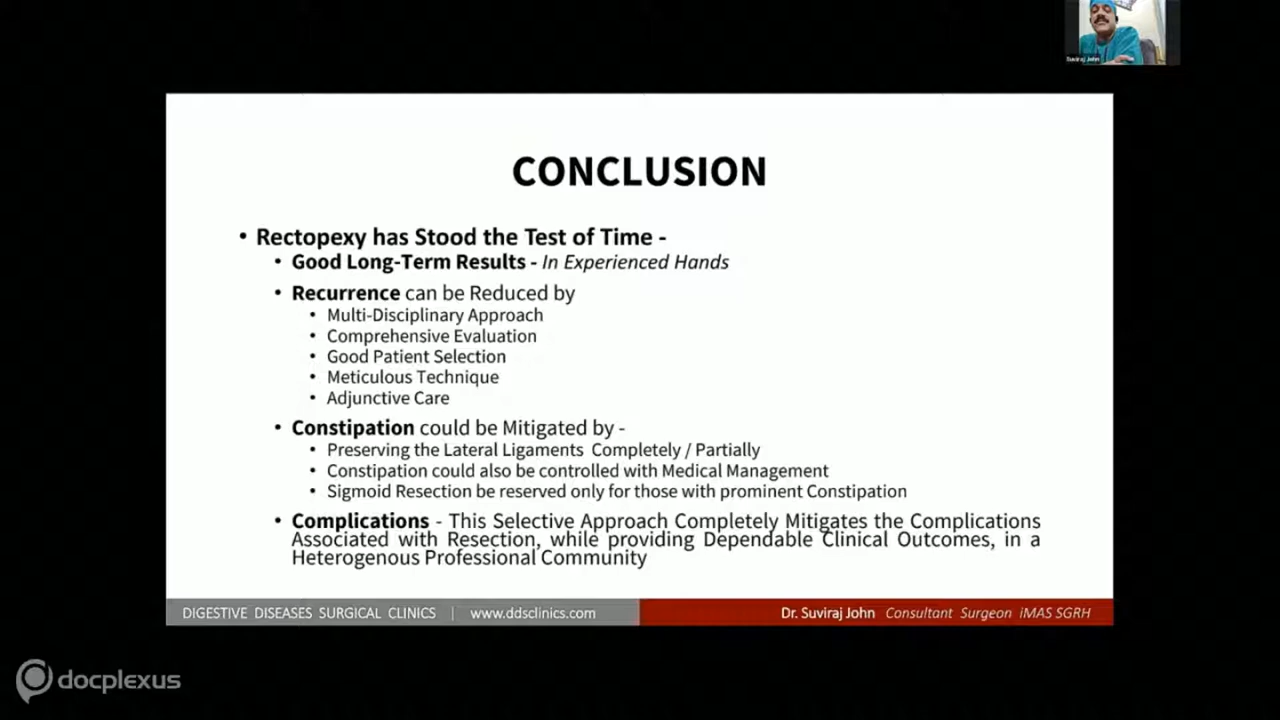 Suviraj John
CONCLUSION
• Rectopexy has Stood the Test of Time -
• Good Long-Term Results - In Experienced Hands
• Recurrence can be Reduced by
• Multi-Disciplinary Approach
• Comprehensive Evaluation
• Good Patient Selection
• Meticulous Technique
• Adjunctive Care
• Constipation could be Mitigated by -
• Preserving the Lateral Ligaments Completely / Partially
• Constipation could also be controlled with Medical Management
• Sigmoid Resection be reserved only for those with prominent Constipation
• Complications - This Selective Approach Completely Mitigates the Complications
Associated with Resection, while providing Dependable Clinical Outcomes, in a
Heterogenous Professional Community
DIGESTIVE DISEASES SURGICAL CLINICS | www.ddsclinics.com Dr. Suviraj John Consultant Surgeon iMAS SGRH
docplexus